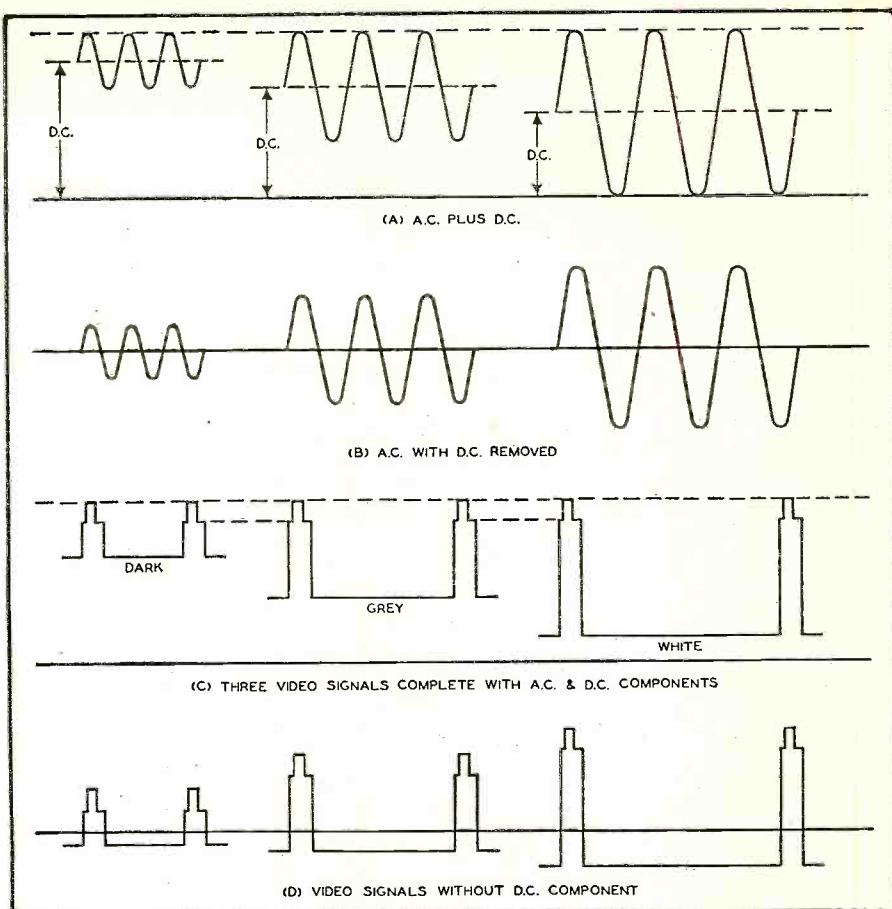 D.C.
D.C.
D.C.
(A) A.C. PLUS D.C.
(B) A.C. WITH D.C. REMOVED
DARK
GREY
WHITE
(C) THREE VIDEO SIGNALS COMPLETE WITH A.C. & D.C. COMPONENTS
(D) VIDEO SIGNALS WITHOUT D.C. COMPONENT